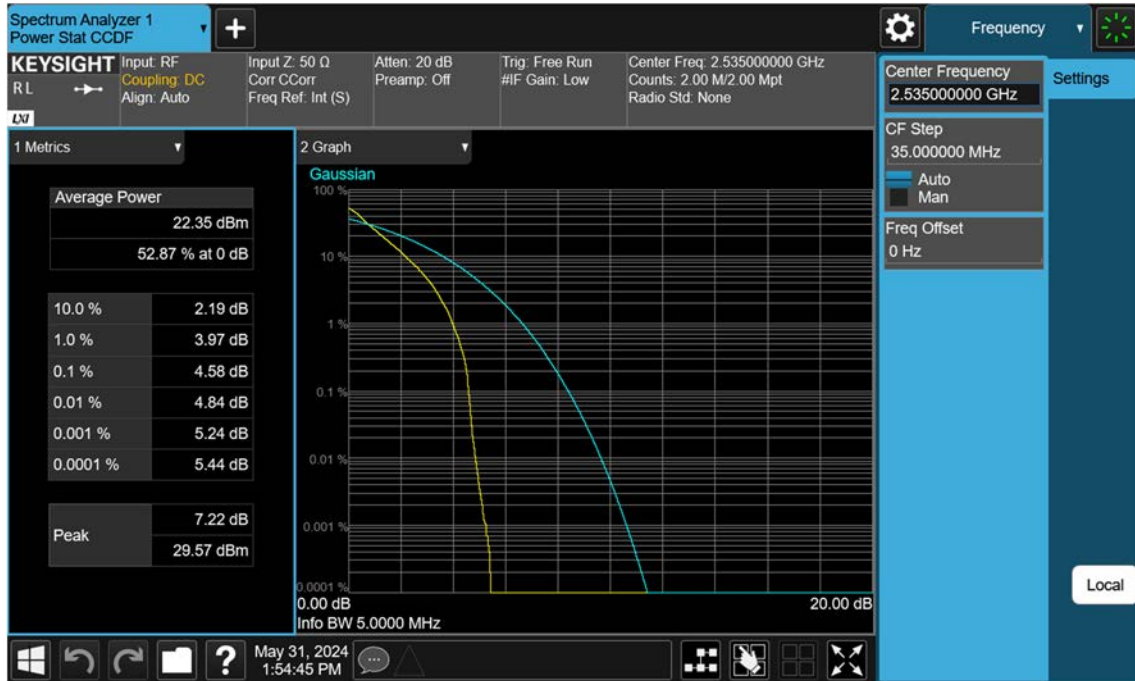 Spectrum Analyzer 1
Power Stat CCDF
Frequency
KEYSIGHT
RL
LXI
Input: RF
Coupling: DC
Align: Auto
Input Z: 50 Ω
Corr CCorr
Freq Ref: Int (S)
Atten: 20 dB
Preamp: Off
Trig: Free Run
#IF Gain: Low
Center Freq: 2.535000000 GHz
Counts: 2.00 M/2.00 Mpt
Radio Std: None
Center Frequency
2.535000000 GHz
Settings
CF Step
35.000000 MHz
Auto
Man
Freq Offset
0 Hz
1 Metrics
Average Power
22.35 dBm
52.87 % at 0 dB
10.0 % 2.19 dB
1.0 % 3.97 dB
0.1 % 4.58 dB
0.01 % 4.84 dB
0.001 % 5.24 dB
0.0001 % 5.44 dB
Peak
7.22 dB
29.57 dBm
2 Graph
Gaussian
100 %
10 %
1 %
0.1 %
0.01 %
0.001 %
0.0001 %
0.00 dB 20.00 dB
Info BW 5.0000 MHz
Local
?
May 31, 2024
1:54:45 PM